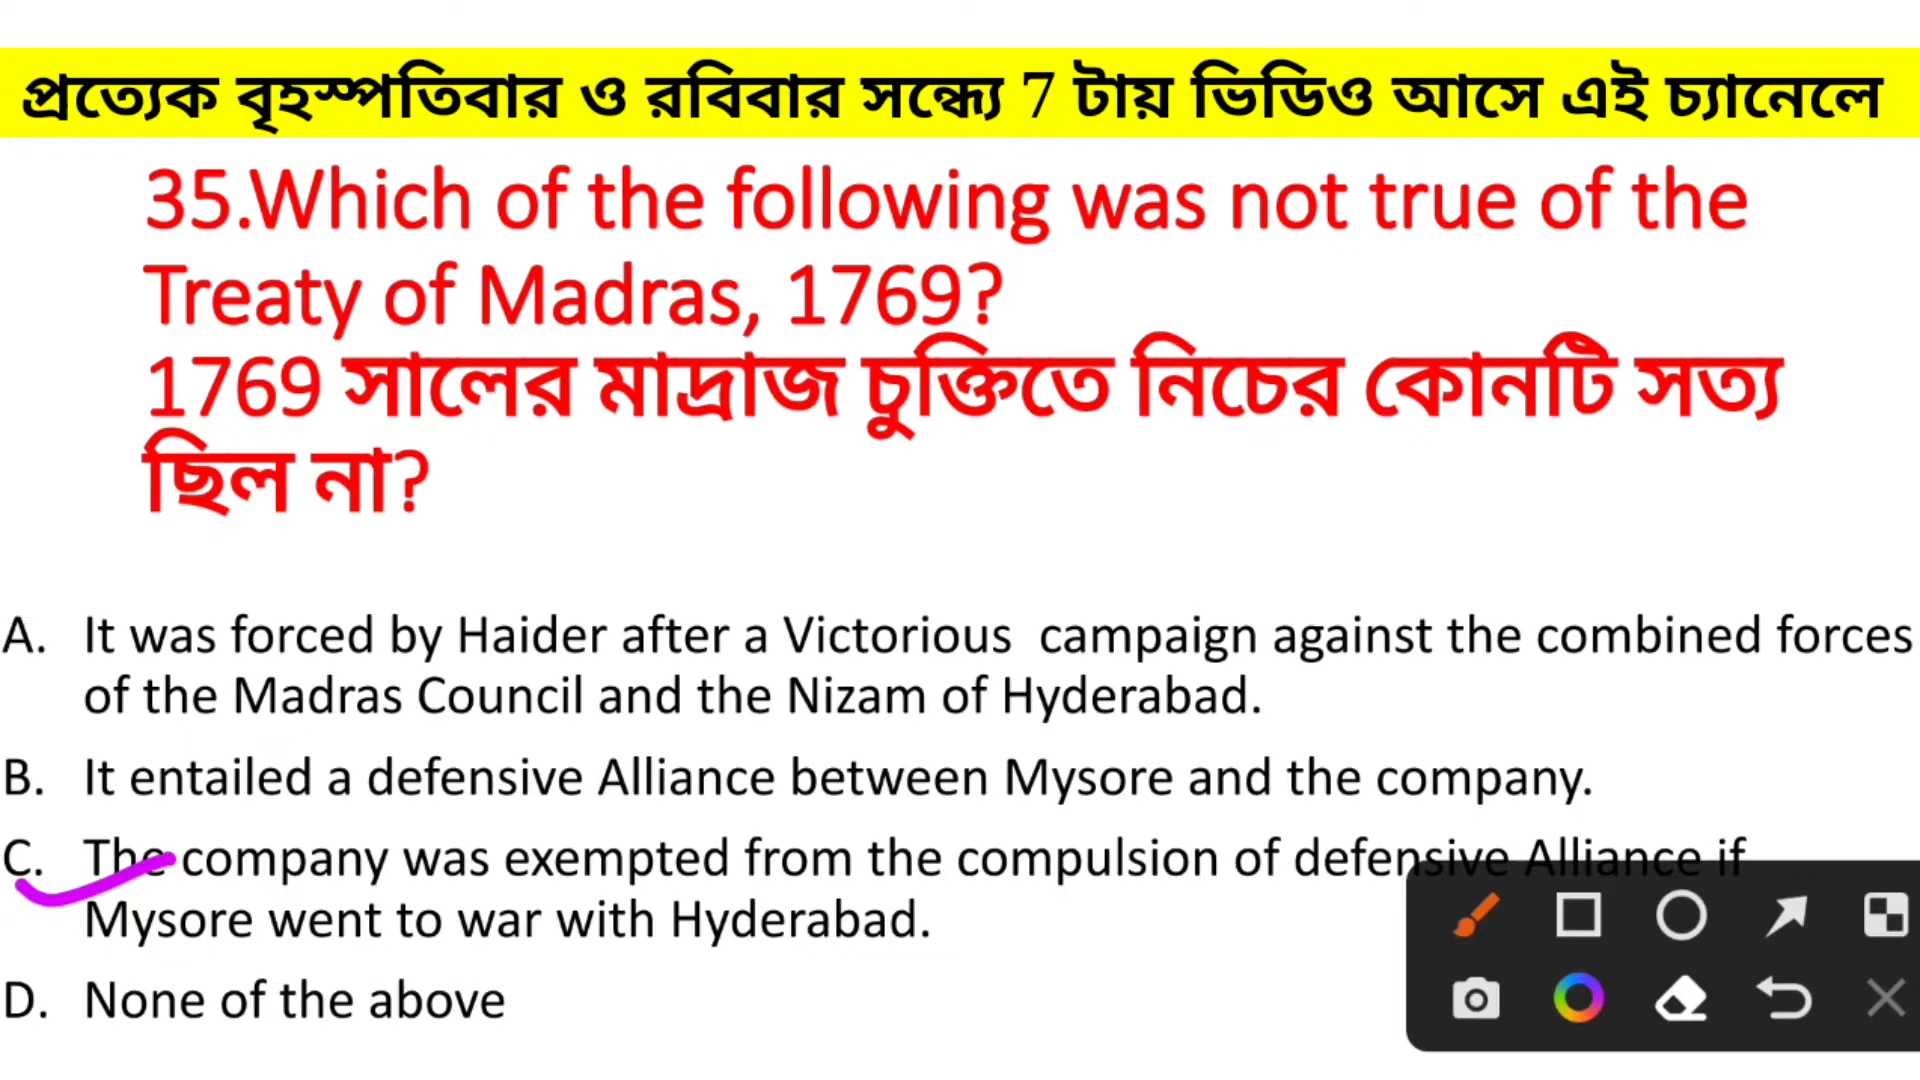 প্রত্যেক বৃহস্পতিবার ও রবিবার সন্ধ্যে 7 টায় ভিডিও আসে এই চ্যানেলে
35.Which of the following was not true of the
Treaty of Madras, 1769?
1769 সালের মাদ্রাজ চুক্তিতে নিচের কোনটি সত্য
ছিল না?
A. It was forced by Haider after a Victorious campaign against the combined forces
of the Madras Council and the Nizam of Hyderabad.
B. It entailed a defensive Alliance between Mysore and the company.
C. The company was exempted from the compulsion of defensive Alliance if
Mysore went to war with Hyderabad.
D. None of the above